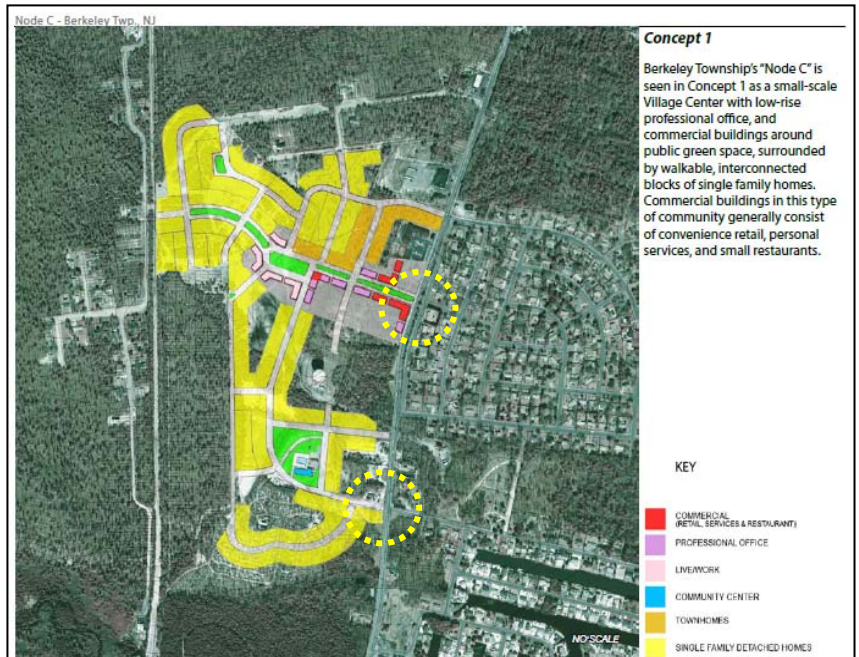 Node C - Berkeley Twp., NJ
Concept 1
Berkeley Township's "Node C" is
seen in Concept 1 as a small-scale
Village Center with low-rise
professional office, and
commercial buildings around
public green space, surrounded
by walkable, interconnected
blocks of single family homes.
Commercial buildings in this type
of community generally consist
of convenience retail, personal
services, and small restaurants.
KEY
COMMERCIAL
(RETAIL, SERVICES & RESTAURANT)
PROFESSIONAL OFFICE
LIVE/WORK
COMMUNITY CENTER
TOWNHOMES
SINGLE FAMILY DETACHED HOMES
NO SCALE